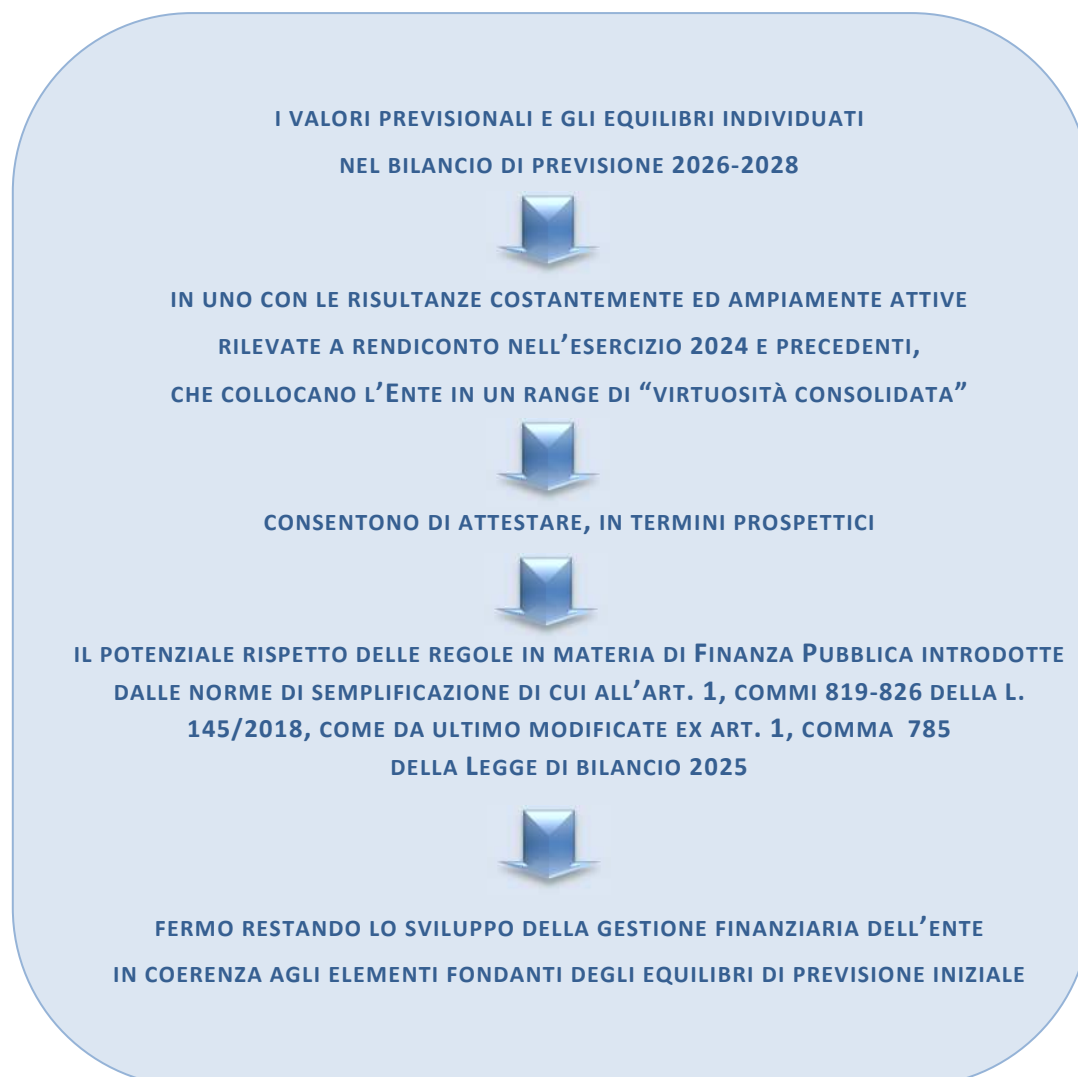 I VALORI PREVISIONALI E GLI EQUILIBRI INDIVIDUATI
NEL BILANCIO DI PREVISIONE 2026-2028
IN UNO CON LE RISULTANZE COSTANTEMENTE ED AMPIAMENTE ATTIVE
RILEVATE A RENDICONTO NELL’ESERCIZIO 2024 E PRECEDENTI,
CHE COLLOCANO L’ENTE IN UN RANGE DI “VIRTUOSITÀ CONSOLIDATA”
CONSENTONO DI ATTESTARE, IN TERMINI PROSPETTICI
IL POTENZIALE RISPETTO DELLE REGOLE IN MATERIA DI FINANZA PUBBLICA INTRODOTTE
DALLE NORME DI SEMPLIFICAZIONE DI CUI ALL’ART. 1, COMMI 819-826 DELLA L.
145/2018, COME DA ULTIMO MODIFICATE EX ART. 1, COMMA 785
DELLA LEGGE DI BILANCIO 2025
FERMO RESTANDO LO SVILUPPO DELLA GESTIONE FINANZIARIA DELL’ENTE
IN COERENZA AGLI ELEMENTI FONDANTI DEGLI EQUILIBRI DI PREVISIONE INIZIALE